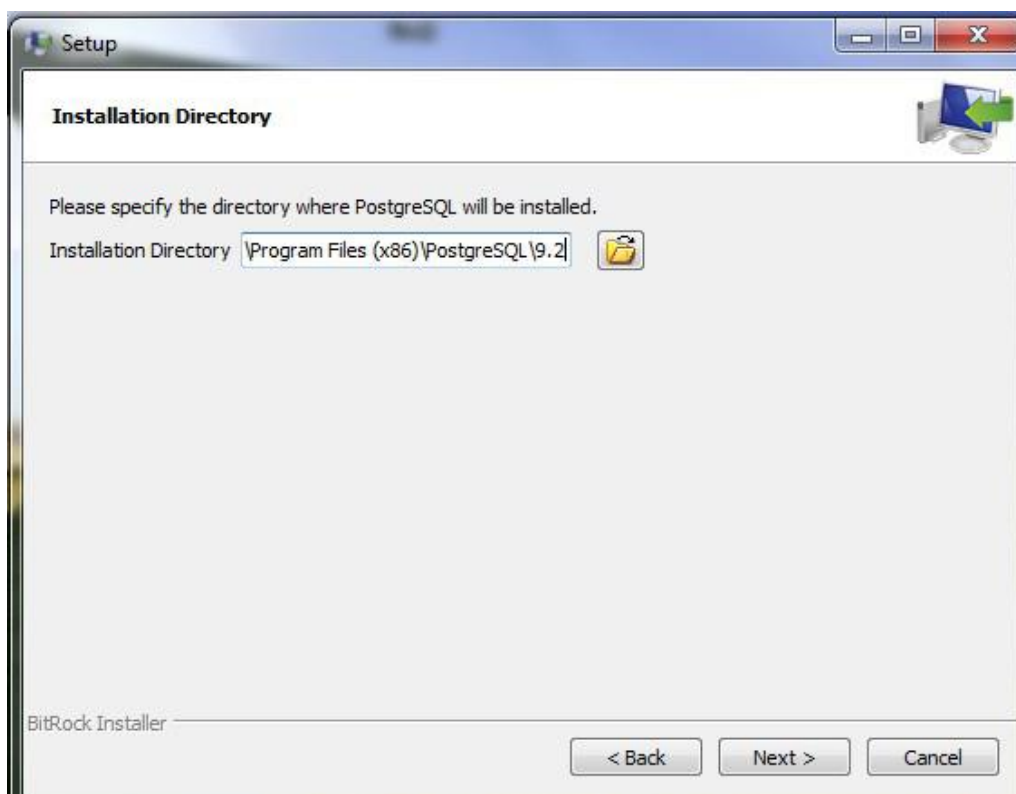 Setup
Installation Directory
Please specify the directory where PostgreSQL will be installed.
Installation Directory \Program Files (x86)\PostgreSQL\9.2
BitRock Installer
< Back Next > Cancel